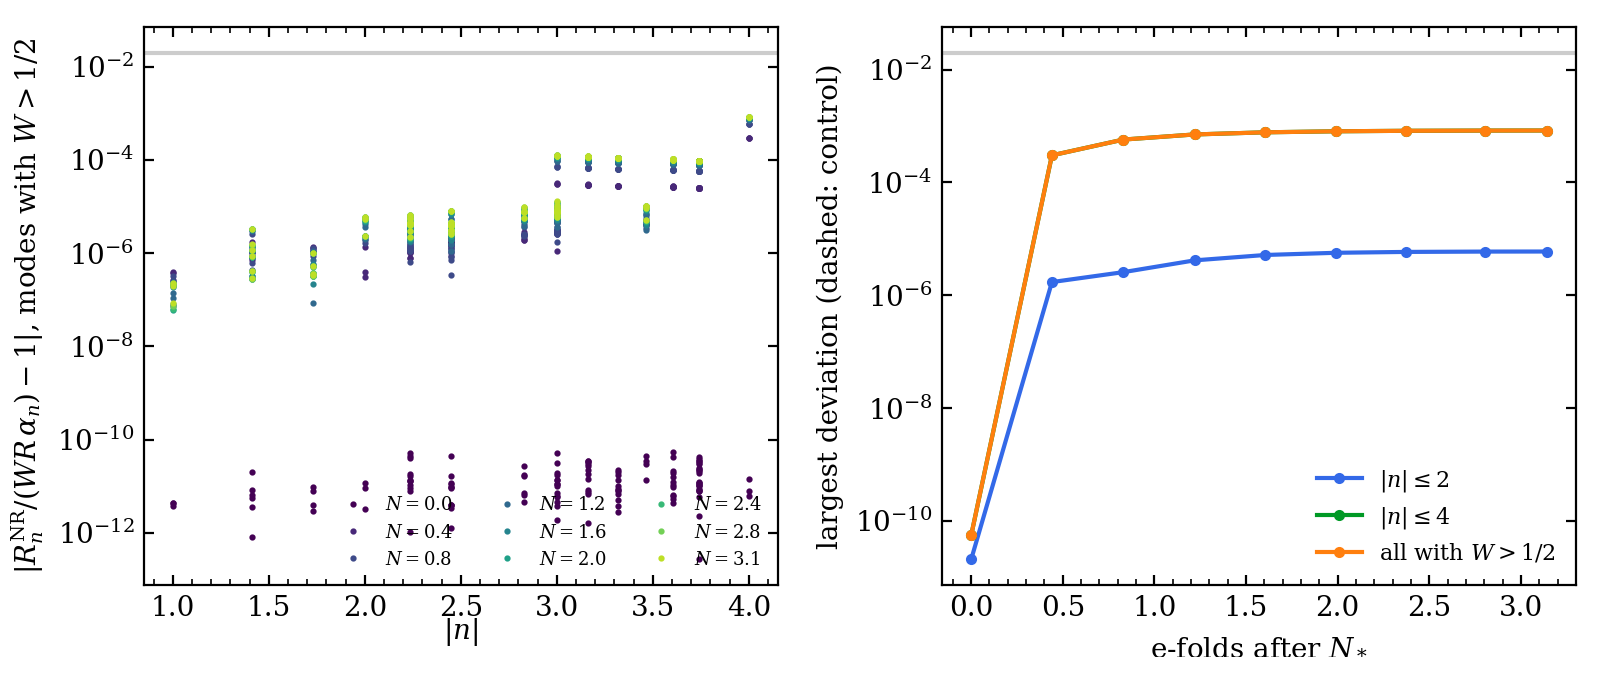 |R_n^NR/(WR α_n) − 1|, modes with W > 1/2
10^−2
10^−4
10^−6
10^−8
10^−10
10^−12
N = 0.0
N = 0.4
N = 0.8
N = 1.2
N = 1.6
N = 2.0
N = 2.4
N = 2.8
N = 3.1
1.0 1.5 2.0 2.5 3.0 3.5 4.0
|n|
largest deviation (dashed: control)
10^−2
10^−4
10^−6
10^−8
10^−10
|n| ≤ 2
|n| ≤ 4
all with W > 1/2
0.0 0.5 1.0 1.5 2.0 2.5 3.0
e-folds after N_*